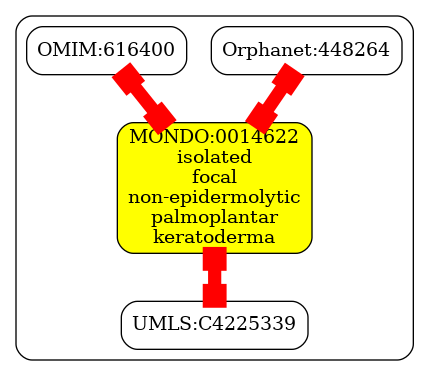 OMIM:616400
Orphanet:448264
MONDO:0014622
isolated
focal
non-epidermolytic
palmoplantar
keratoderma
UMLS:C4225339